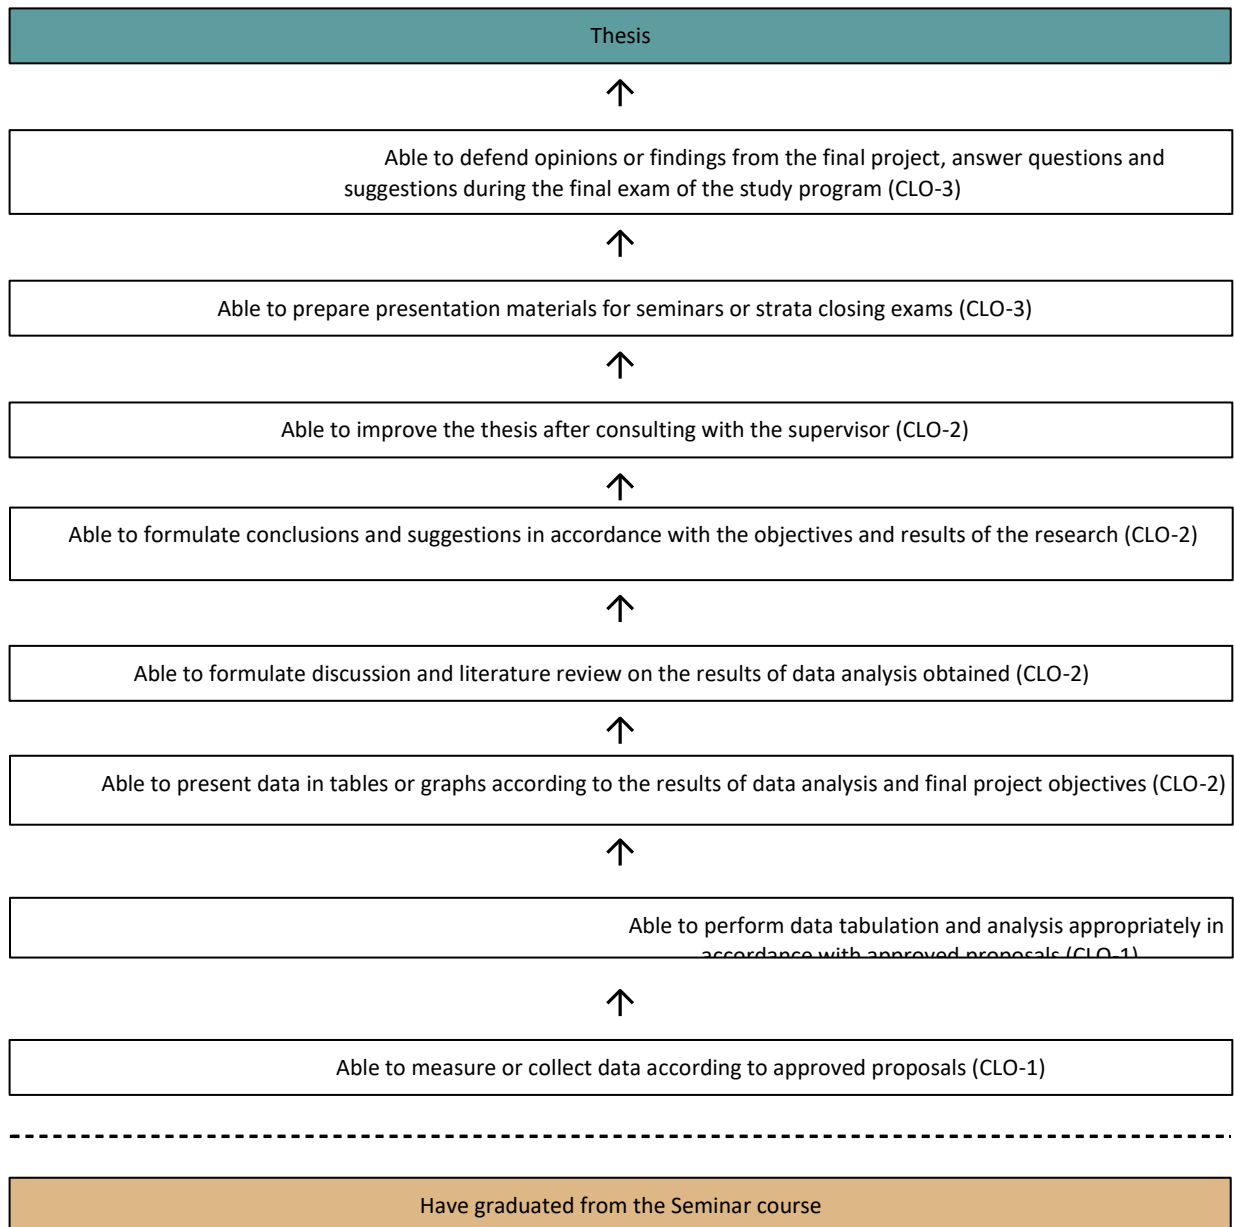 Thesis
Able to defend opinions or findings from the final project, answer questions and
suggestions during the final exam of the study program (CLO-3)
Able to prepare presentation materials for seminars or strata closing exams (CLO-3)
Able to improve the thesis after consulting with the supervisor (CLO-2)
Able to formulate conclusions and suggestions in accordance with the objectives and results of the research (CLO-2)
Able to formulate discussion and literature review on the results of data analysis obtained (CLO-2)
Able to present data in tables or graphs according to the results of data analysis and final project objectives (CLO-2)
Able to perform data tabulation and analysis appropriately in
accordance with approved proposals (CLO-1)
Able to measure or collect data according to approved proposals (CLO-1)
Have graduated from the Seminar course